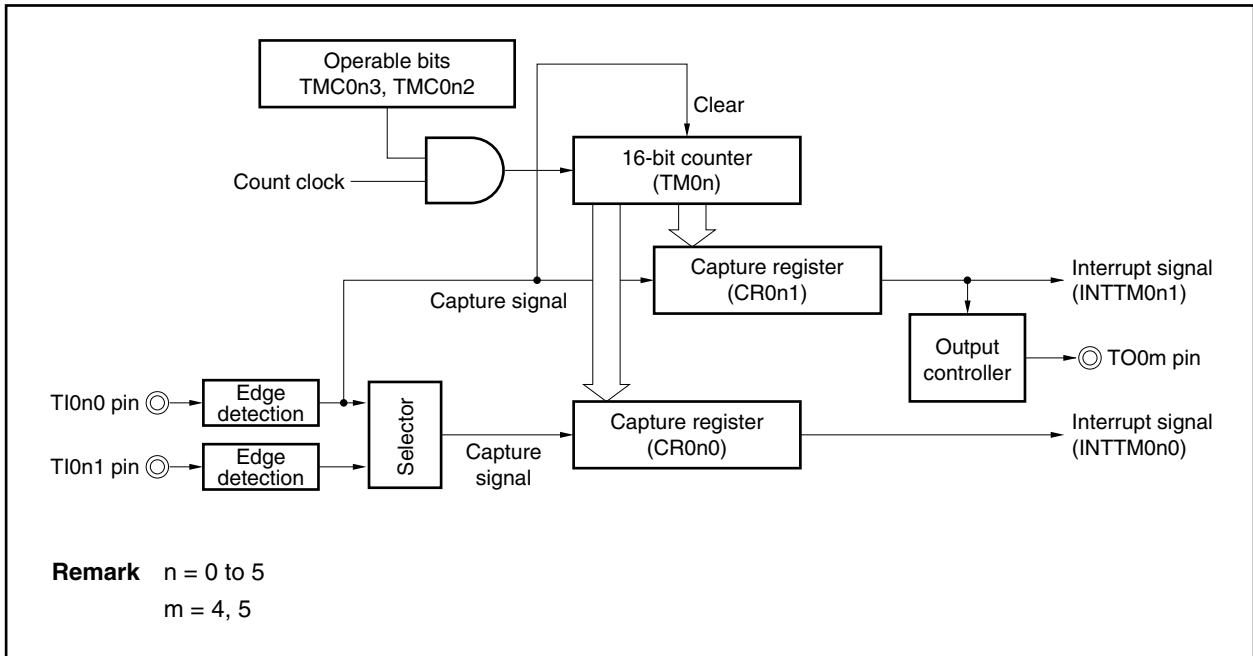 Operable bits
TMC0n3, TMC0n2
Clear
Count clock
16-bit counter
(TM0n)
Capture register
(CR0n1)
Interrupt signal
(INTTM0n1)
Capture signal
Output
controller
TO0m pin
TI0n0 pin
Edge
detection
Selector
Capture register
(CR0n0)
Interrupt signal
(INTTM0n0)
TI0n1 pin
Edge
detection
Capture
signal
Remark n = 0 to 5
m = 4, 5